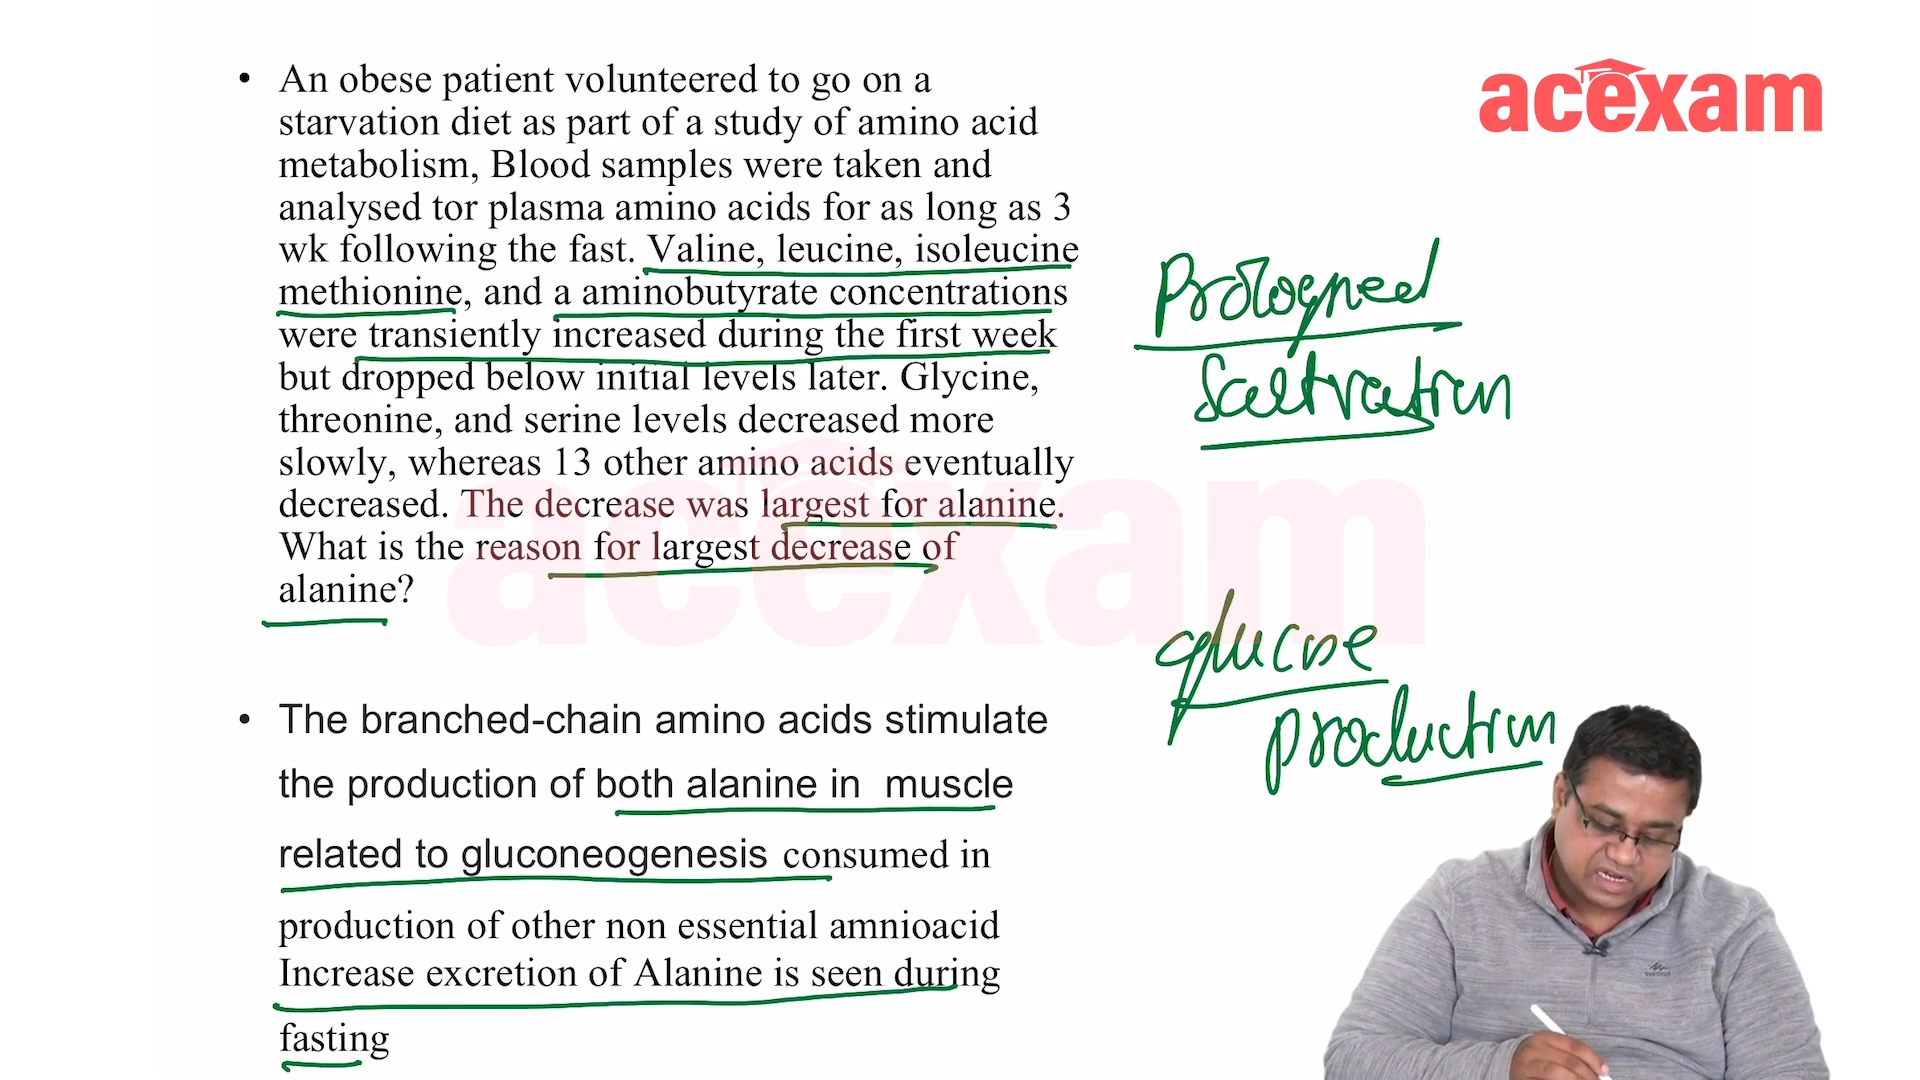 acexam
• An obese patient volunteered to go on a
starvation diet as part of a study of amino acid
metabolism, Blood samples were taken and
analysed tor plasma amino acids for as long as 3
wk following the fast. Valine, leucine, isoleucine
methionine, and a aminobutyrate concentrations
were transiently increased during the first week
but dropped below initial levels later. Glycine,
threonine, and serine levels decreased more
slowly, whereas 13 other amino acids eventually
decreased. The decrease was largest for alanine.
What is the reason for largest decrease of
alanine?
acexam
glucose
production
• The branched-chain amino acids stimulate
the production of both alanine in muscle
related to gluconeogenesis consumed in
production of other non essential amnioacid
Increase excretion of Alanine is seen during
fasting